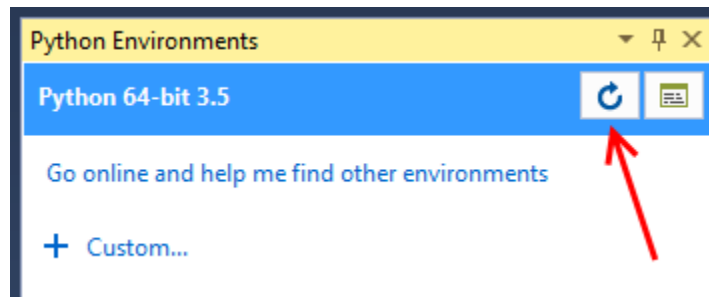 Python Environments
Python 64-bit 3.5
Go online and help me find other environments
Custom...